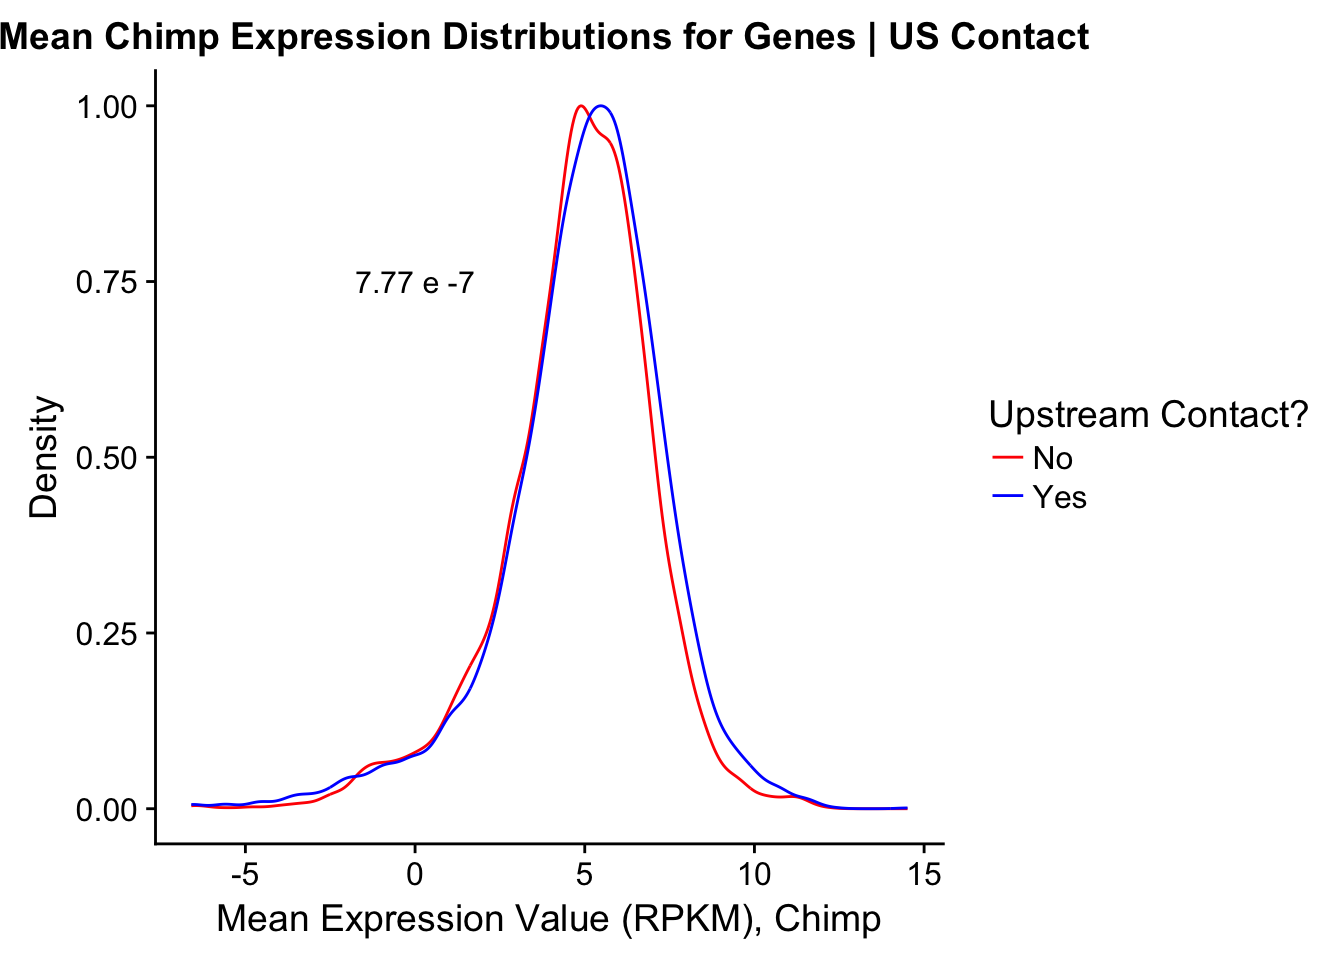 Mean Chimp Expression Distributions for Genes | US Contact
1.00
0.75
0.50
0.25
0.00
Density
7.77 e -7
-5 0 5 10 15
Mean Expression Value (RPKM), Chimp
Upstream Contact?
No
Yes